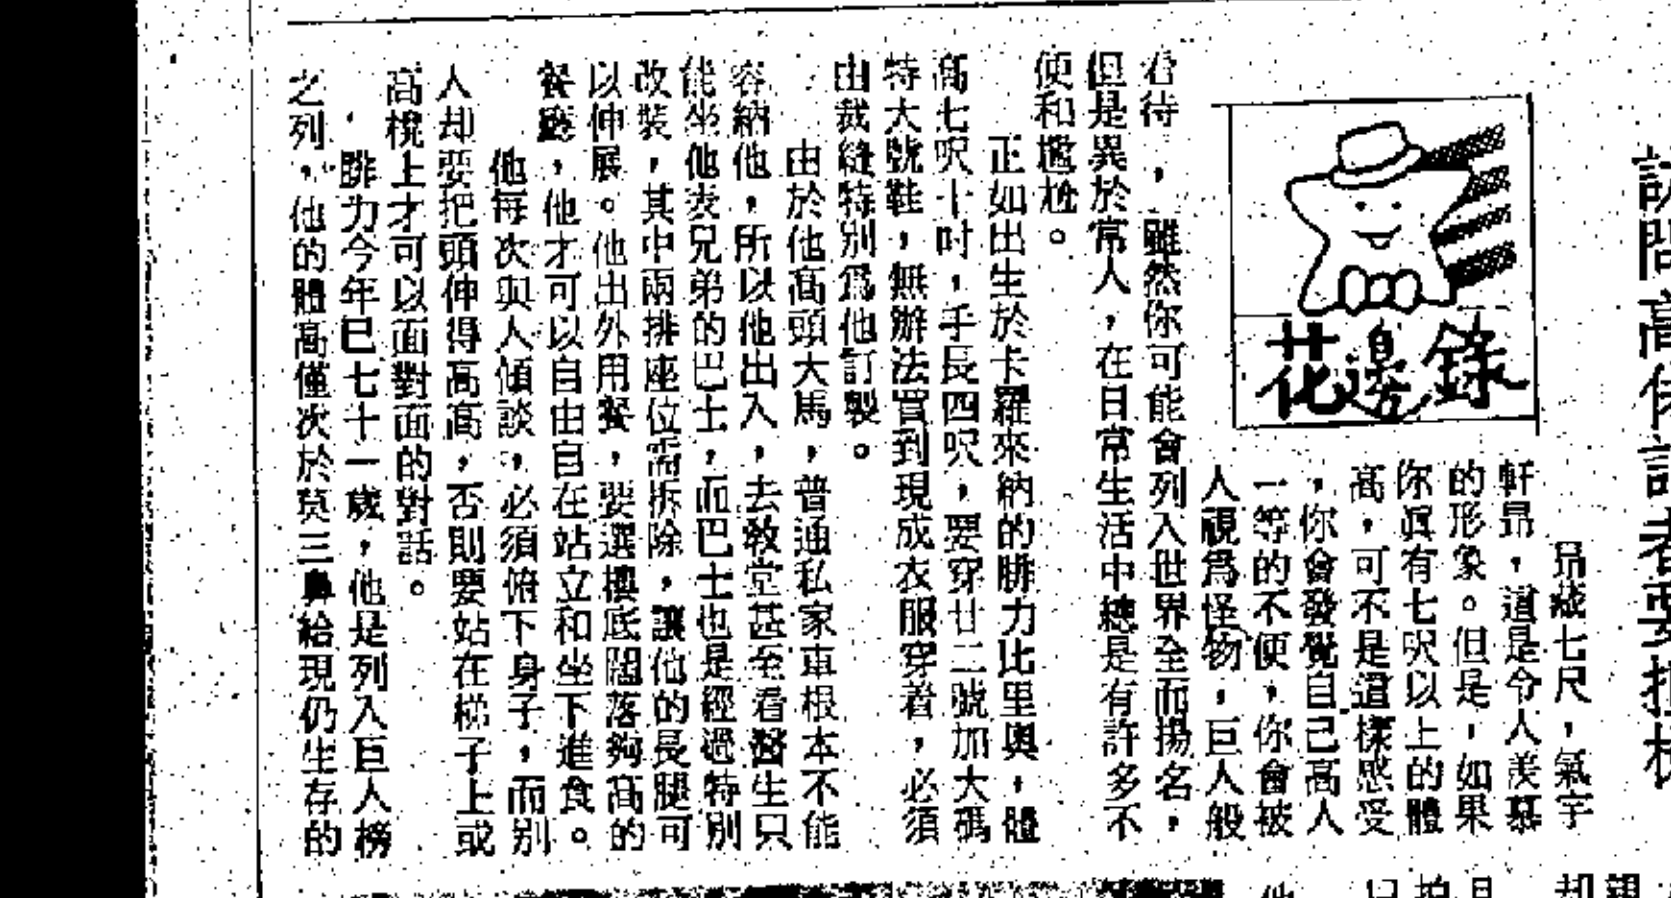 訪問高
花邊錄
昂藏七尺，氣宇
軒昂，道是令人羨慕
的形象。但是，如果
你眞有七呎以上的體
高，可不是這樣感受
，你會發覺自己高人
一等的不便，你會被
人視爲怪物，巨人般
看待，雖然你可能會列入世界全而揚名，
但是異於常人，在日常生活中總是有許多不
便和尷尬。
正如出生於卡羅來納的腓力比里奧，體
高七呎十吋，手長四呎，要穿廿二號加大碼
特大號鞋，無辦法買到現成衣服穿着，必須
由裁縫特別爲他訂製。
由於他高頭大馬，普通私家車根本不能
容納他，所以他出入，去敎堂甚至看醫生只
能坐他表兄弟的巴士，而巴士也是經過特別
改裝，其中兩排座位需拆除，讓他的長腿可
以伸展。他出外用餐，要選樓底闊落夠高的
餐廳，他才可以自由自在站立和坐下進食。
他每次與人傾談，必須俯下身子，而別
人却要把頭伸得高高，否則要站在梯子上或
高櫈上才可以面對面的對話。
腓力今年已七十一歲，他是列入巨人榜
之列，他的體高僅次於莫三鼻給現仍生存的